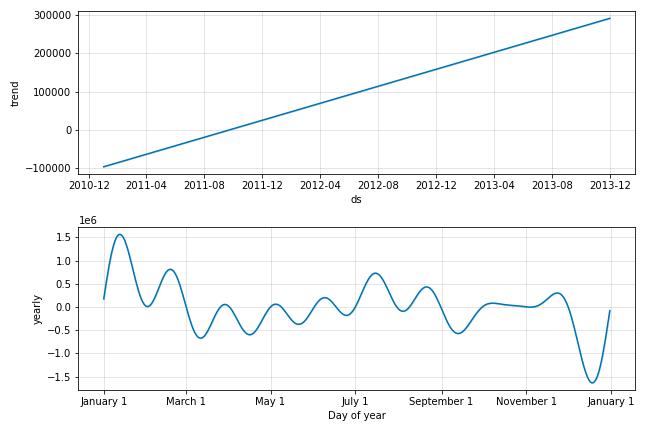 300000
200000
100000
0
−100000
trend
2010-12 2011-04 2011-08 2011-12 2012-04 2012-08 2012-12 2013-04 2013-08 2013-12
ds
1e6
1.5
1.0
0.5
0.0
−0.5
−1.0
−1.5
yearly
January 1 March 1 May 1 July 1 September 1 November 1 January 1
Day of year